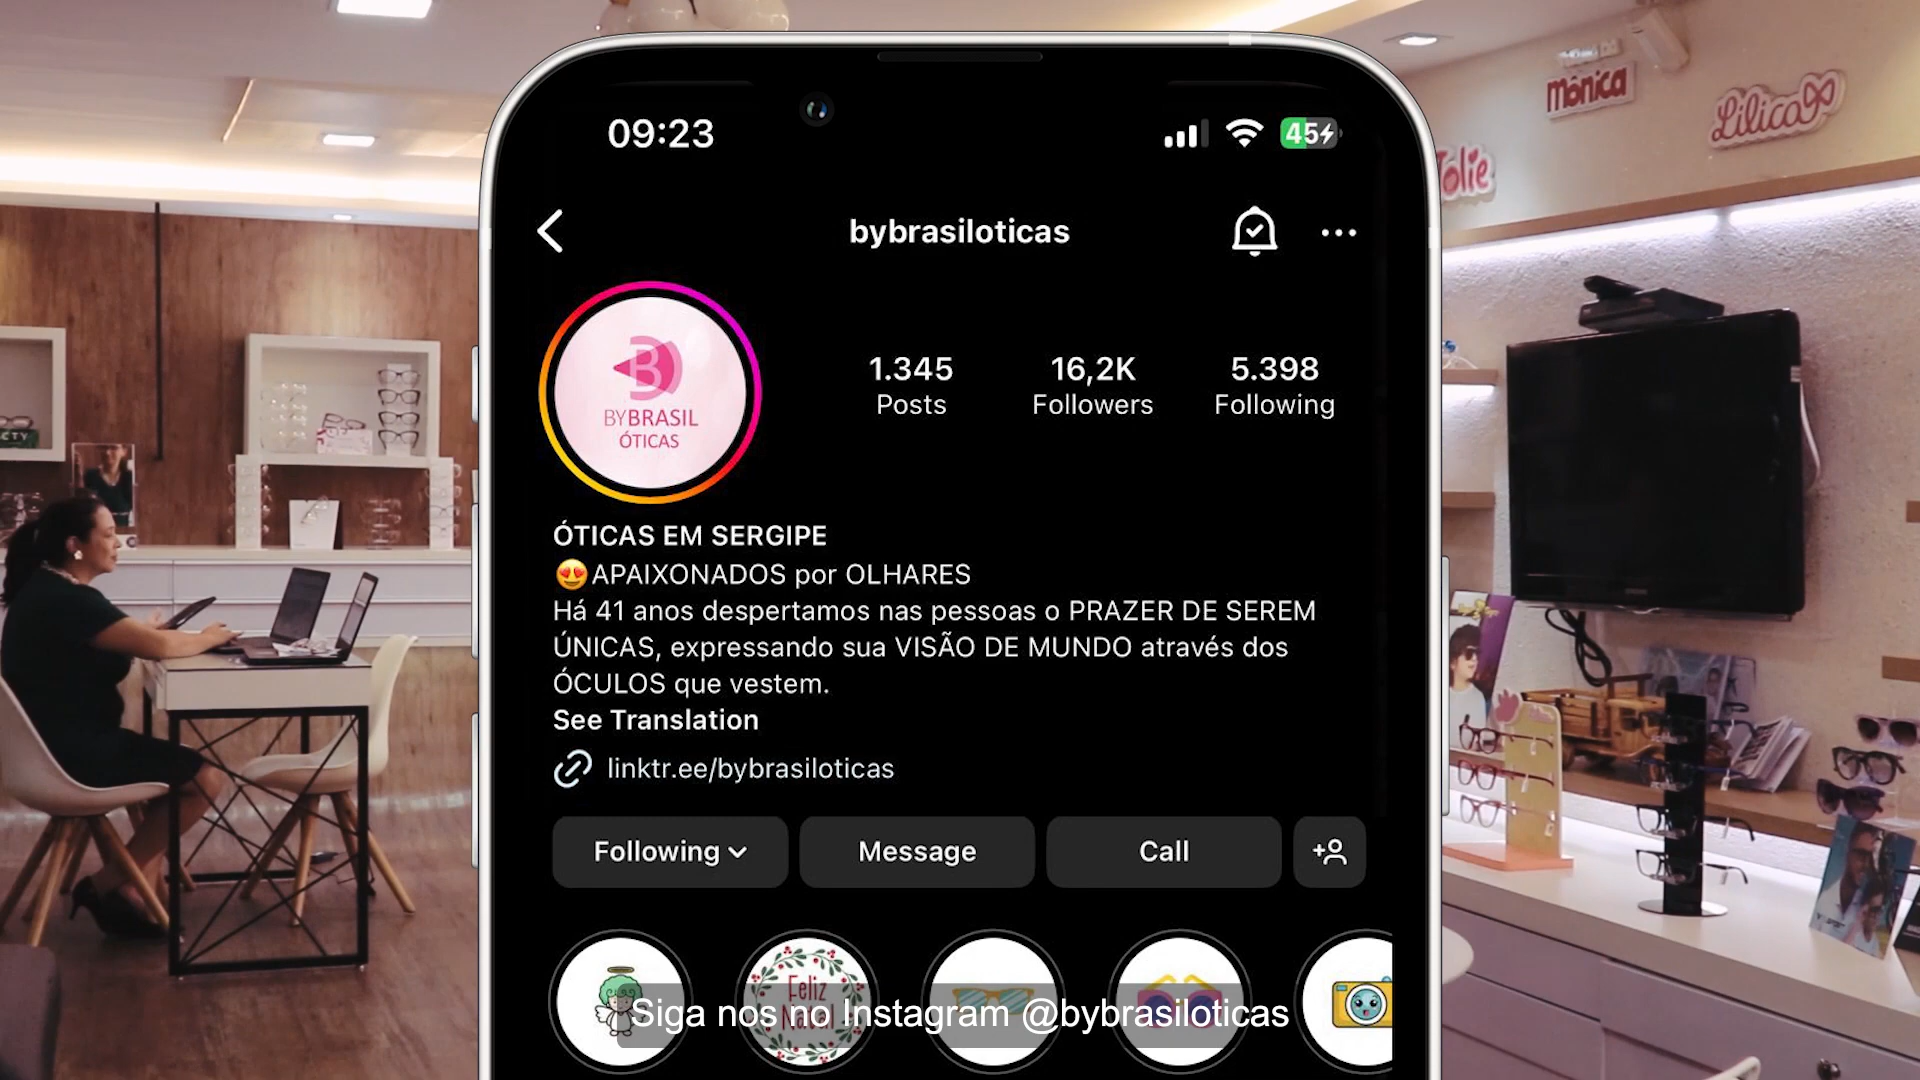 Mônica
Lilica
Jolie
09:23
45
bybrasiloticas
B
BYBRASIL
ÓTICAS
1.345
Posts
16,2K
Followers
5.398
Following
ÓTICAS EM SERGIPE
😍APAIXONADOS por OLHARES
Há 41 anos despertamos nas pessoas o PRAZER DE SEREM
ÚNICAS, expressando sua VISÃO DE MUNDO através dos
ÓCULOS que vestem.
See Translation
linktr.ee/bybrasiloticas
Following
Message
Call
Feliz
Natal
Siga nos no Instagram @bybrasiloticas